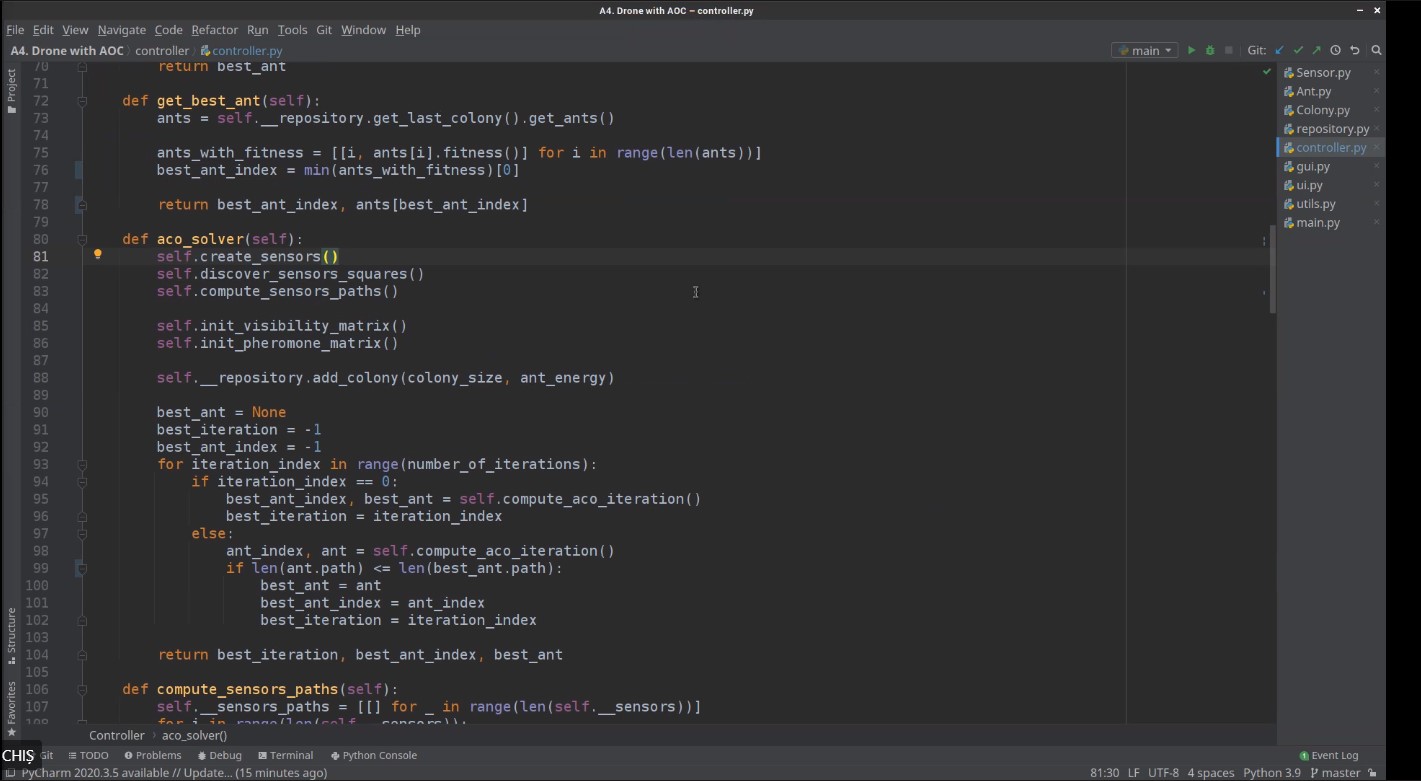 A4. Drone with AOC – controller.py
File Edit View Navigate Refactor Run Tools Git Window Help
A4. Drone with AOC controller controller.py main Git:
Project
Structure
Favorites
70 return best_ant
71
72 def get_best_ant(self):
73 ants = self.__repository.get_last_colony().get_ants()
74
75 ants_with_fitness = [[i, ants[i].fitness()] for i in range(len(ants))]
76 best_ant_index = min(ants_with_fitness)[0]
77
78 return best_ant_index, ants[best_ant_index]
79
80 def aco_solver(self):
81 self.create_sensors()
82 self.discover_sensors_squares()
83 self.compute_sensors_paths()
84
85 self.init_visibility_matrix()
86 self.init_pheromone_matrix()
87
88 self.__repository.add_colony(colony_size, ant_energy)
89
90 best_ant = None
91 best_iteration = -1
92 best_ant_index = -1
93 for iteration_index in range(number_of_iterations):
94 if iteration_index == 0:
95 best_ant_index, best_ant = self.compute_aco_iteration()
96 best_iteration = iteration_index
97 else:
98 ant_index, ant = self.compute_aco_iteration()
99 if len(ant.path) <= len(best_ant.path):
100 best_ant = ant
101 best_ant_index = ant_index
102 best_iteration = iteration_index
103
104 return best_iteration, best_ant_index, best_ant
105
106 def compute_sensors_paths(self):
107 self.__sensors_paths = [[] for _ in range(len(self.__sensors))]
108 for i in range(len(self.__sensors)):
Sensor.py
Ant.py
Colony.py
repository.py
controller.py
gui.py
ui.py
utils.py
main.py
Controller aco_solver()
CHIȘ Git TODO Problems Debug Terminal Python Console 1 Event Log
PyCharm 2020.3.5 available // Update... (15 minutes ago) 81:30 LF UTF-8 4 spaces Python 3.9 master